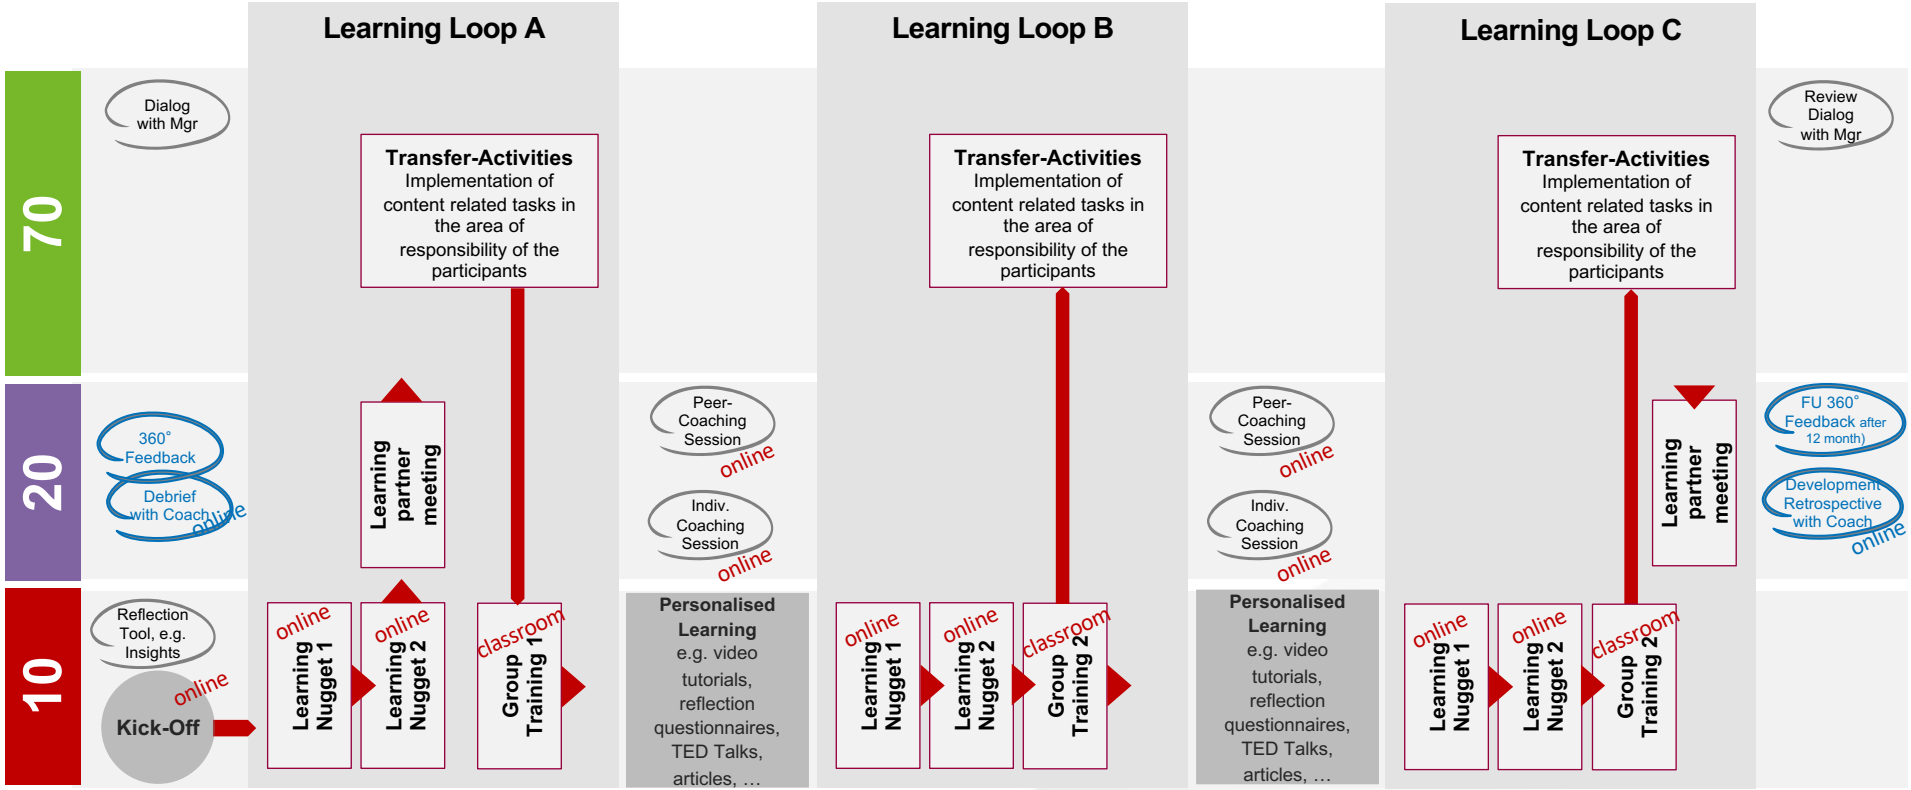 Learning Loop A
Learning Loop B
Learning Loop C
70
Dialog
with Mgr
Transfer-Activities
Implementation of
content related tasks in
the area of
responsibility of the
participants
Transfer-Activities
Implementation of
content related tasks in
the area of
responsibility of the
participants
Transfer-Activities
Implementation of
content related tasks in
the area of
responsibility of the
participants
Review
Dialog
with Mgr
20
360°
Feedback
Debrief
with Coach
online
Learning
partner
meeting
Peer-
Coaching
Session
online
Indiv.
Coaching
Session
online
Peer-
Coaching
Session
online
Indiv.
Coaching
Session
online
Learning
partner
meeting
FU 360°
Feedback after
12 month)
Development
Retrospective
with Coach
online
10
Reflection
Tool, e.g.
Insights
online
Kick-Off
online
Learning
Nugget 1
online
Learning
Nugget 2
classroom
Group
Training 1
Personalised
Learning
e.g. video
tutorials,
reflection
questionnaires,
TED Talks,
articles, …
online
Learning
Nugget 1
online
Learning
Nugget 2
classroom
Group
Training 2
Personalised
Learning
e.g. video
tutorials,
reflection
questionnaires,
TED Talks,
articles, …
online
Learning
Nugget 1
online
Learning
Nugget 2
classroom
Group
Training 2